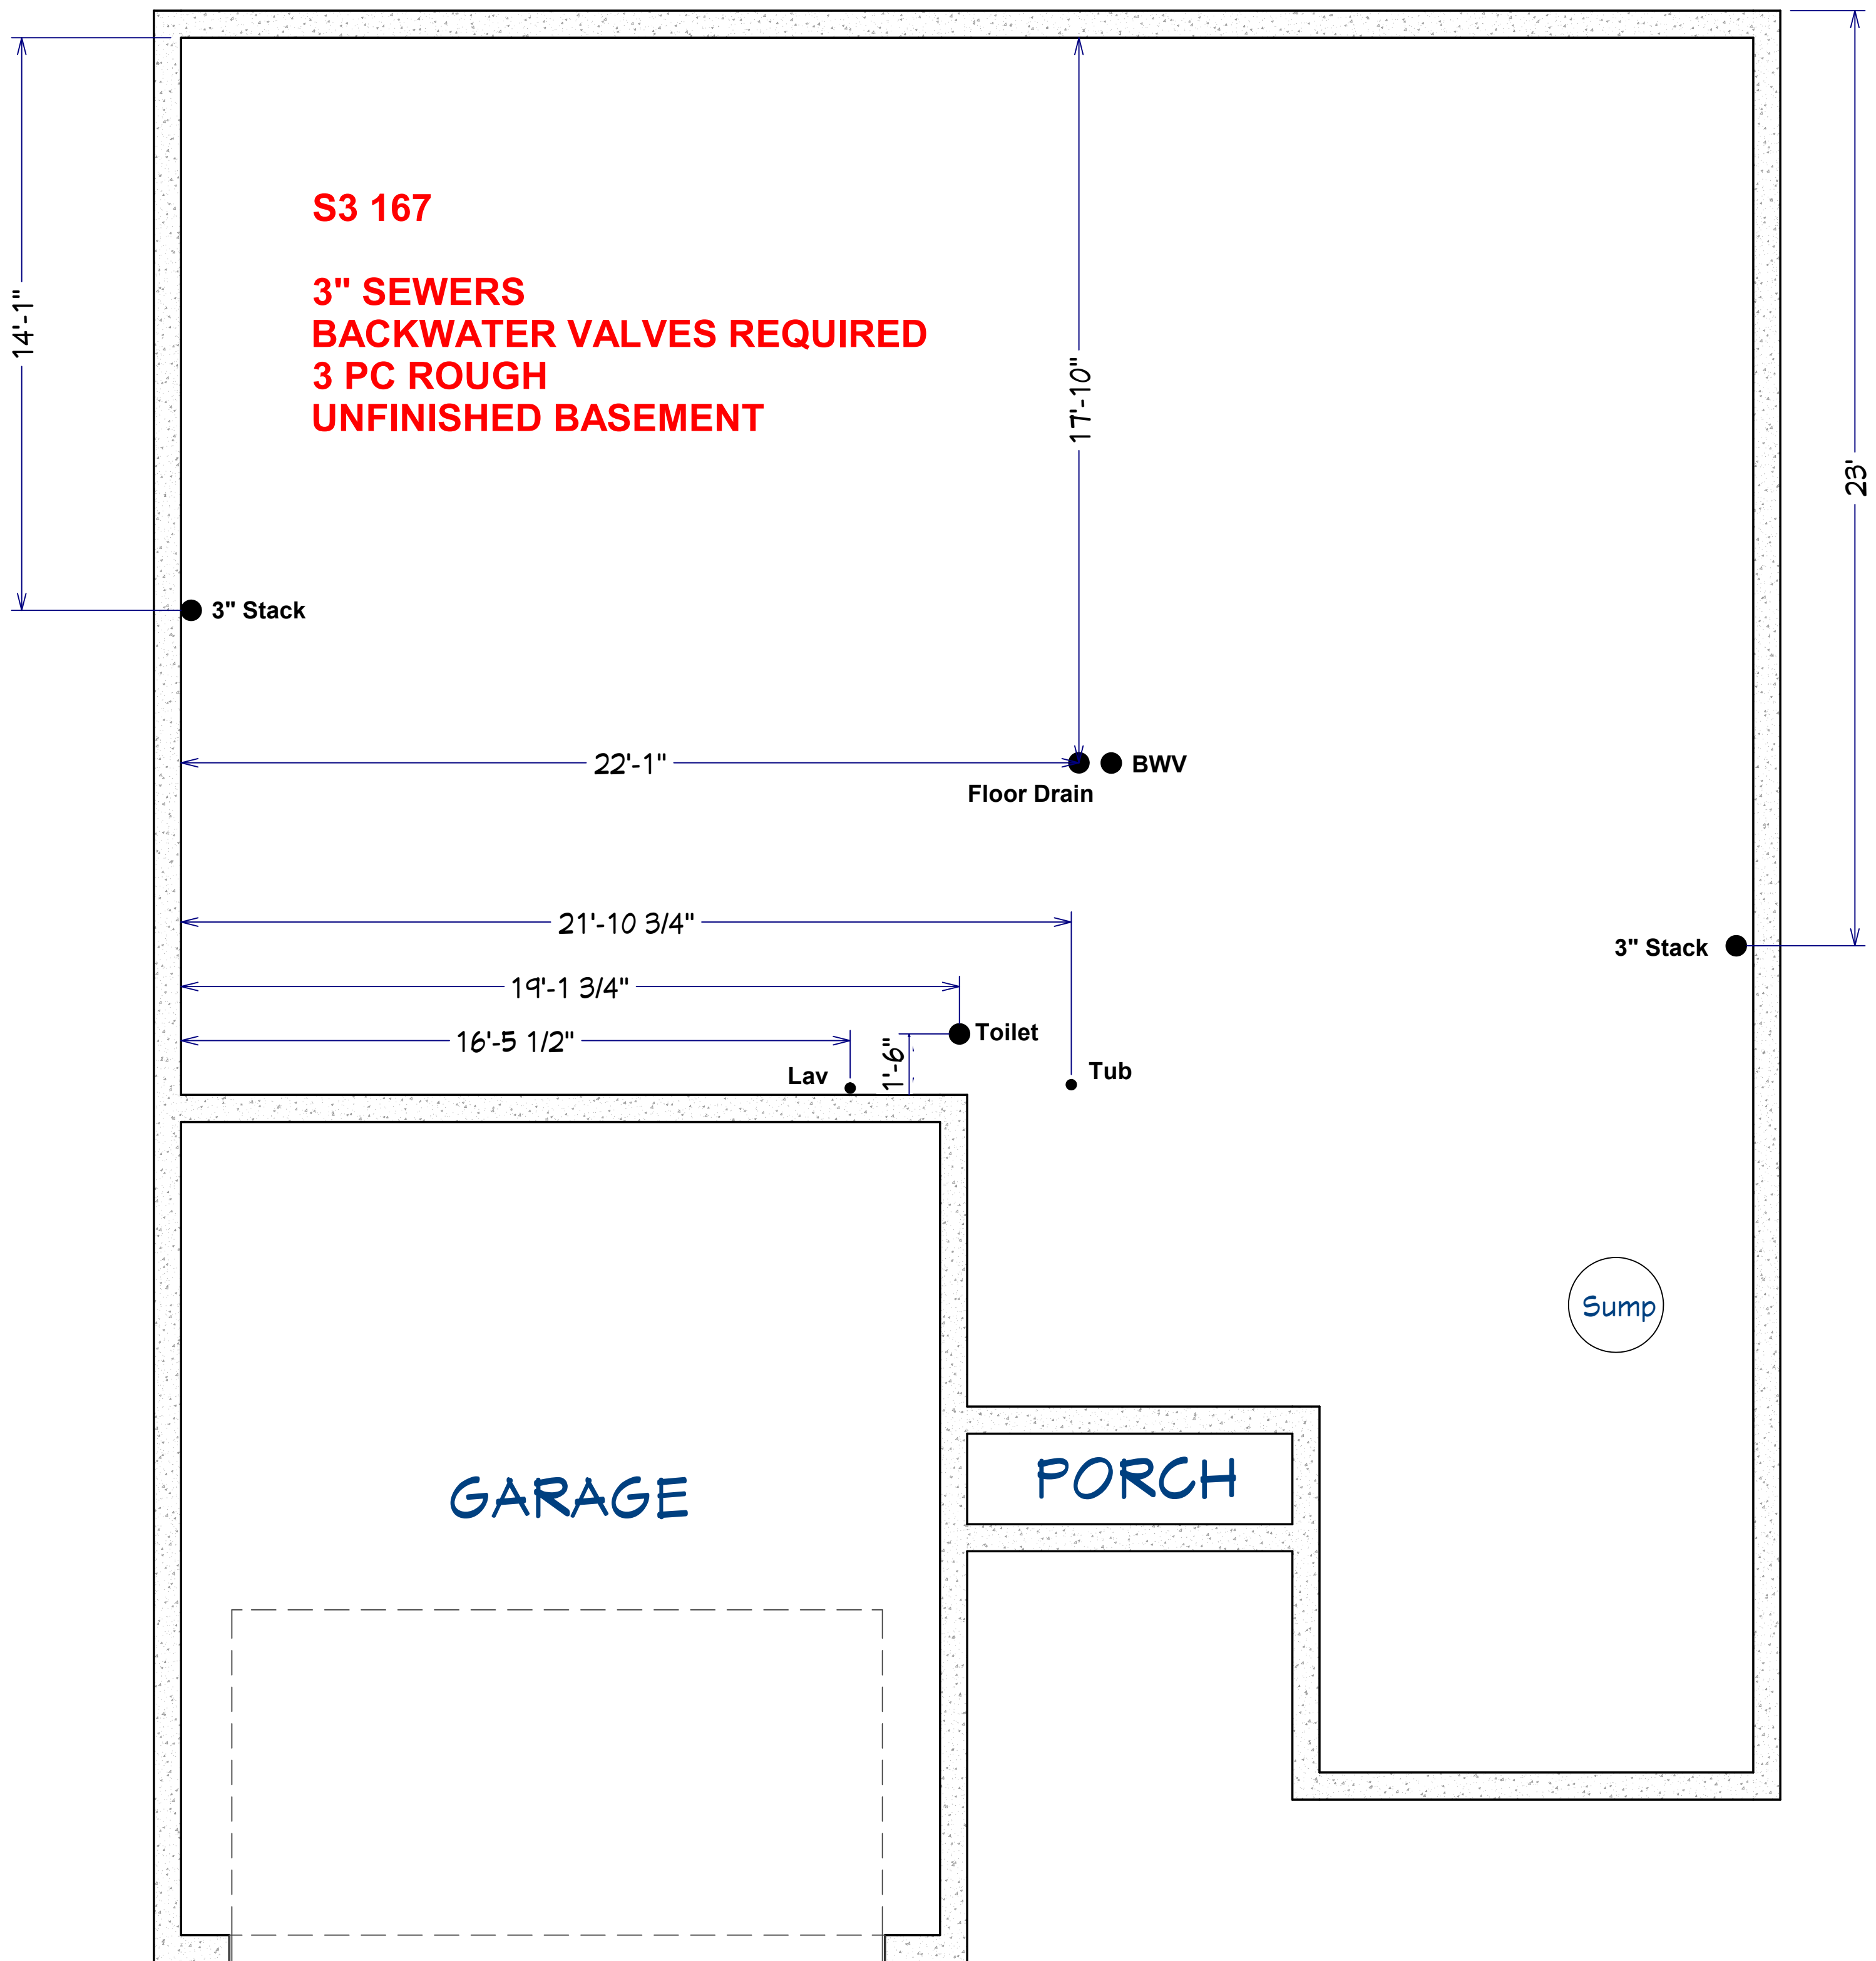 S3 167
3" SEWERS
BACKWATER VALVES REQUIRED
3 PC ROUGH
UNFINISHED BASEMENT
14'-1"
17'-10"
23'
3" Stack
22'-1"
BWV
Floor Drain
21'-10 3/4"
3" Stack
19'-1 3/4"
16'-5 1/2"
Toilet
1'-6"
Lav
Tub
Sump
GARAGE
PORCH